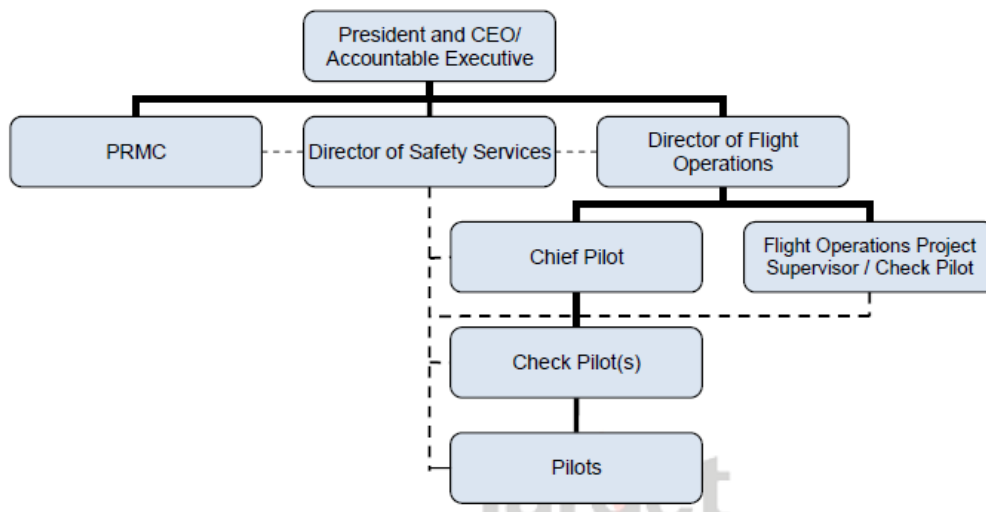 President and CEO/
Accountable Executive
PRMC
Director of Safety Services
Director of Flight
Operations
Chief Pilot
Flight Operations Project
Supervisor / Check Pilot
Check Pilot(s)
Pilots